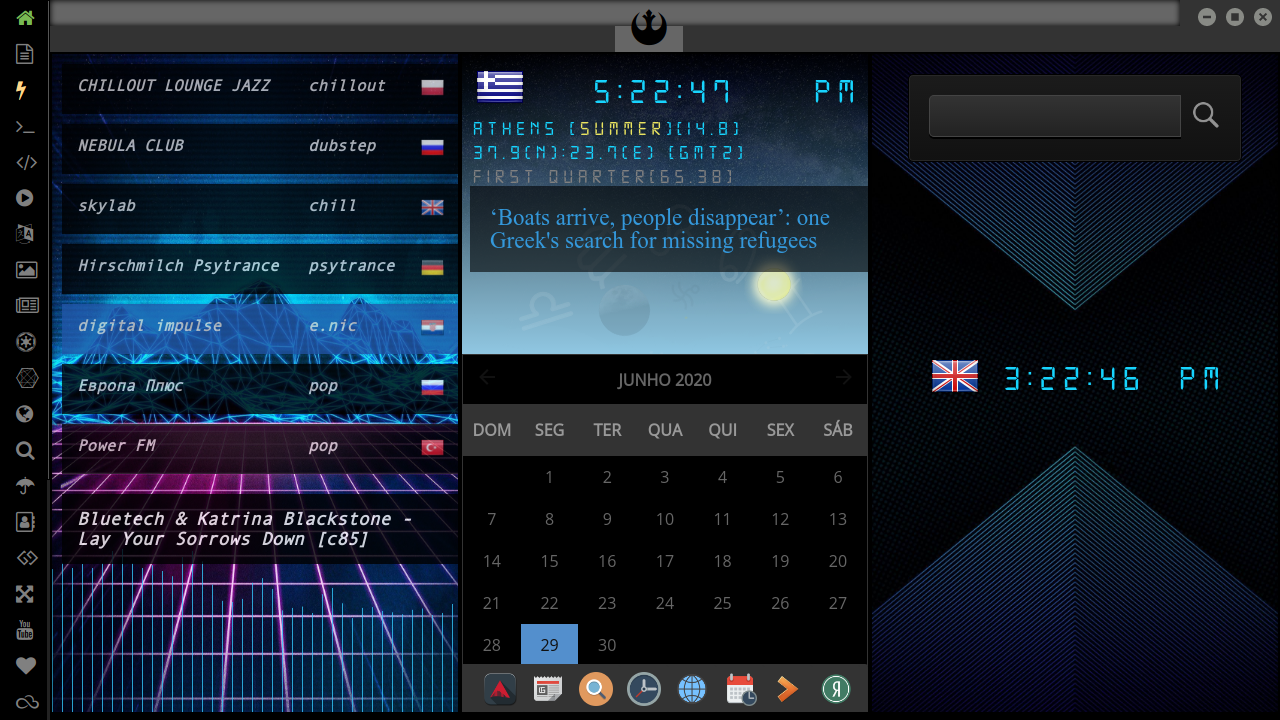 CHILLOUT LOUNGE JAZZ chillout
NEBULA CLUB dubstep
skylab chill
Hirschmilch Psytrance psytrance
digital impulse e.nic
Европа Плюс pop
Power FM pop
Bluetech & Katrina Blackstone -
Lay Your Sorrows Down [c85]
5:22:47 PM
ATHENS [SUMMER][14.8]
37.9(N):23.7(E) [GMT2]
FIRST QUARTER[65.38]
‘Boats arrive, people disappear’: one
Greek's search for missing refugees
JUNHO 2020
DOM SEG TER QUA QUI SEX SÁB
1 2 3 4 5 6
7 8 9 10 11 12 13
14 15 16 17 18 19 20
21 22 23 24 25 26 27
28 29 30
Я
3:22:46 PM
You
Tube